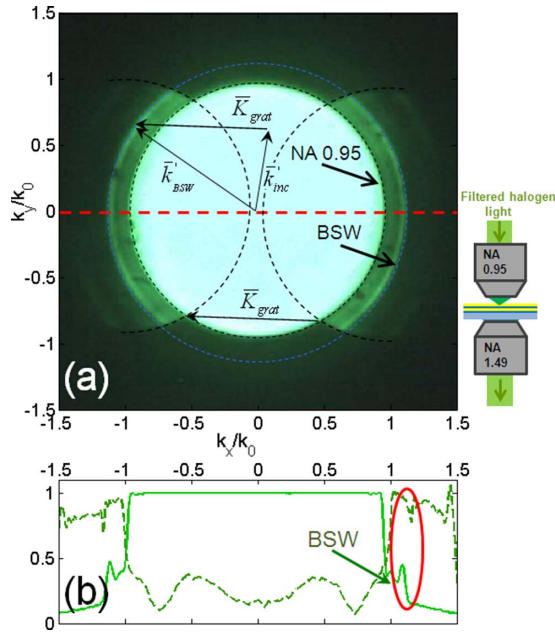 1.5
1
0.5
0
-0.5
-1
-1.5
k_y/k_0
K̄_grat
k̄'_BSW
k̄'_inc
NA 0.95
BSW
K̄_grat
(a)
-1.5 -1 -0.5 0 0.5 1 1.5
k_x/k_0
Filtered halogen
light
NA
0.95
NA
1.49
-1.5 -1 -0.5 0 0.5 1 1.5
1
0.5
0
BSW
(b)